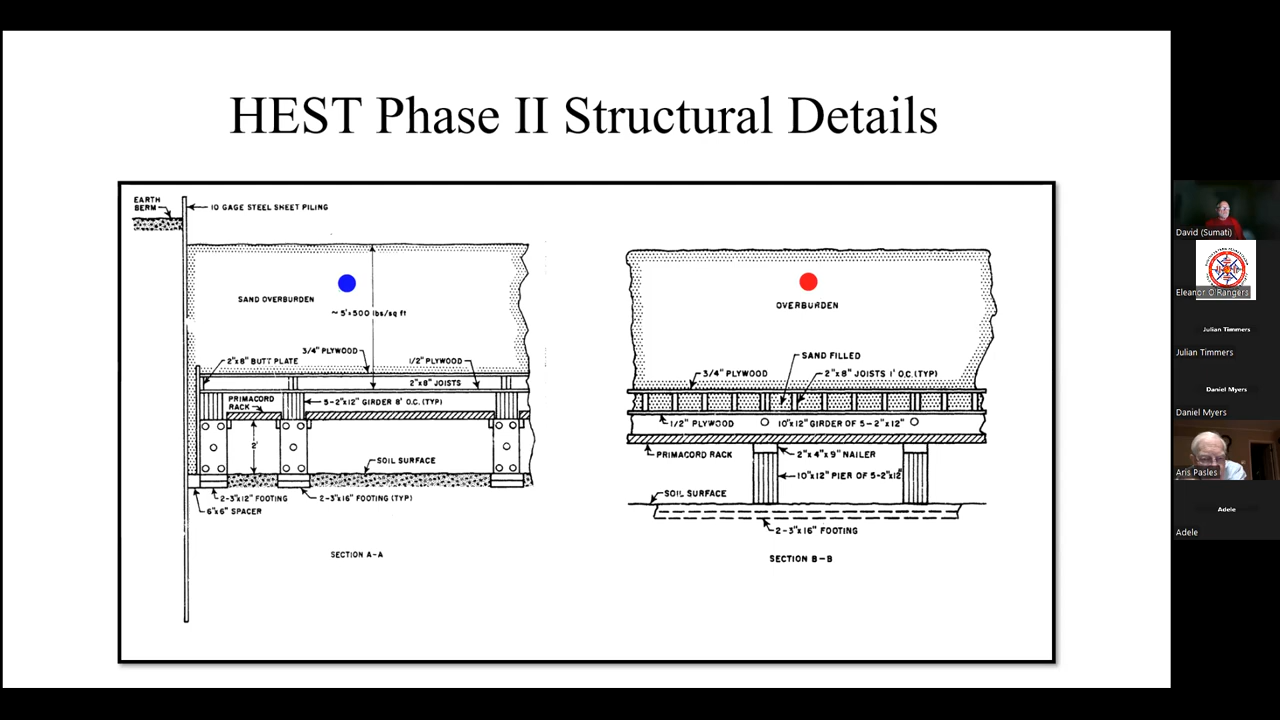 HEST Phase II Structural Details
EARTH
BERM
10 GAGE STEEL SHEET PILING
SAND OVERBURDEN
~ 5'=500 lbs/sq ft
3/4" PLYWOOD
1/2" PLYWOOD
2"x8" BUTT PLATE
2"x8" JOISTS
PRIMACORD
RACK
5-2"x12" GIRDER 8' O.C. (TYP)
2'
SOIL SURFACE
2-3"x12" FOOTING
2-3"x16" FOOTING (TYP)
6"x6" SPACER
SECTION A-A
OVERBURDEN
SAND FILLED
3/4" PLYWOOD
2"x8" JOISTS 1' O.C. (TYP)
1/2" PLYWOOD
10"x12" GIRDER OF 5-2"x12"
PRIMACORD RACK
2"x4"x9" NAILER
10"x12" PIER OF 5-2"x12"
SOIL SURFACE
2-3"x16" FOOTING
SECTION B-B
David (Sumati)
Eleanor O'Rangers
Julian Timmers
Julian Timmers
Daniel Myers
Daniel Myers
Aris Pasles
Adele
Adele